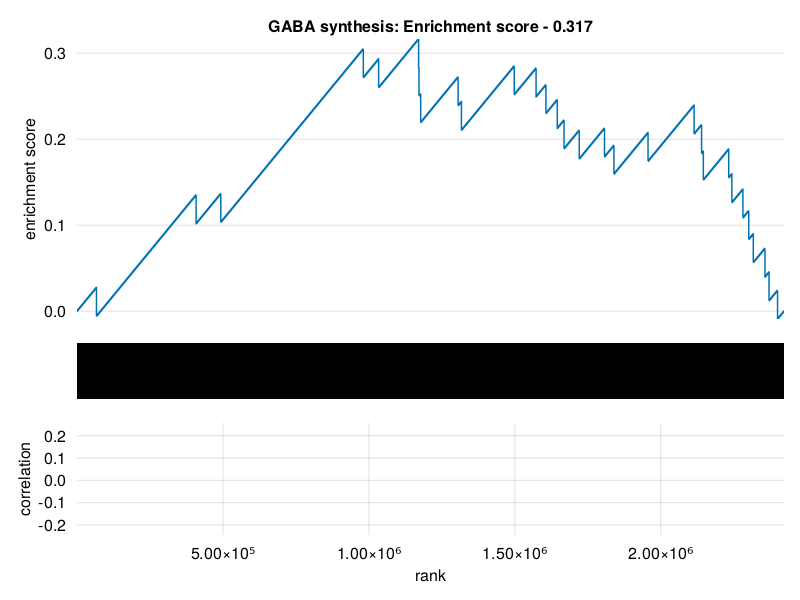 GABA synthesis: Enrichment score - 0.317
enrichment score
0.3
0.2
0.1
0.0
correlation
0.2
0.1
0.0
-0.1
-0.2
5.00×10⁵ 1.00×10⁶ 1.50×10⁶ 2.00×10⁶
rank